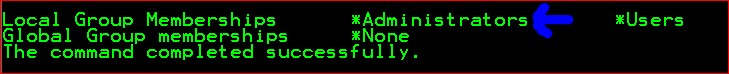 Local Group Memberships *Administrators *Users
Global Group memberships *None
The command completed successfully.